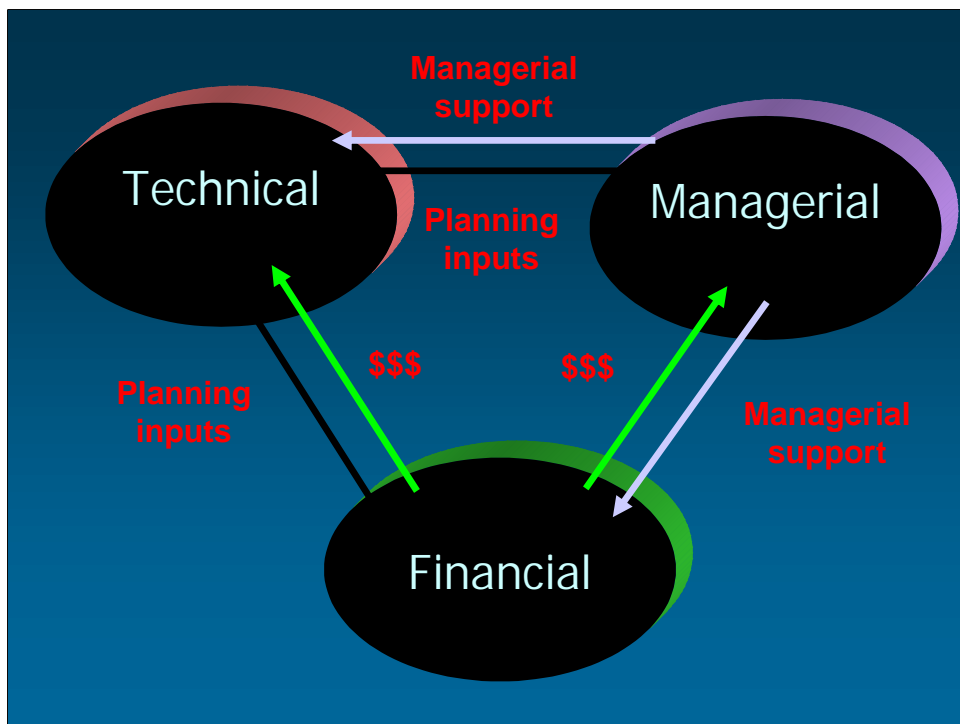 Managerial
support
Technical
Managerial
Planning
inputs
$$$
$$$
Planning
inputs
Managerial
support
Financial